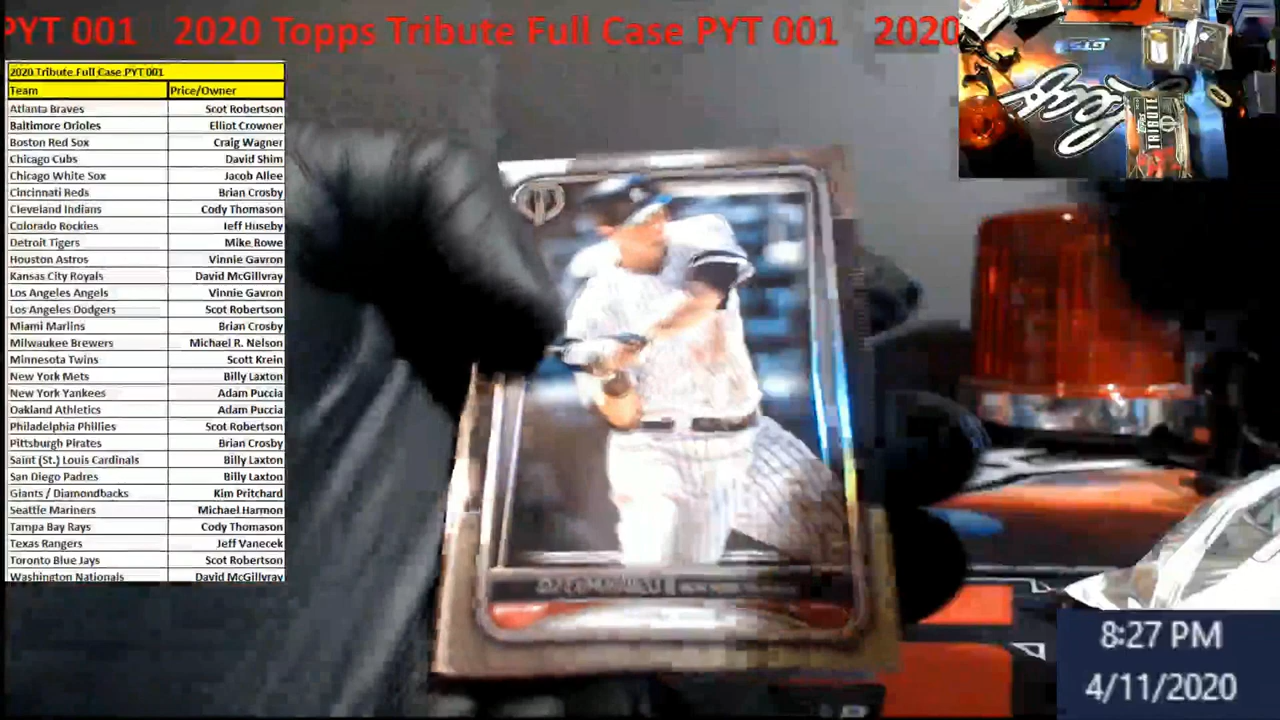 PYT 001 2020 Topps Tribute Full Case PYT 001 2020
2020 Tribute Full Case PYT 001
Team Price/Owner
Atlanta Braves Scot Robertson
Baltimore Orioles Elliot Crowner
Boston Red Sox Craig Wagner
Chicago Cubs David Shim
Chicago White Sox Jacob Allee
Cincinnati Reds Brian Crosby
Cleveland Indians Cody Thomason
Colorado Rockies Jeff Huseby
Detroit Tigers Mike Rowe
Houston Astros Vinnie Gavron
Kansas City Royals David McGillvray
Los Angeles Angels Vinnie Gavron
Los Angeles Dodgers Scot Robertson
Miami Marlins Brian Crosby
Milwaukee Brewers Michael R. Nelson
Minnesota Twins Scott Krein
New York Mets Billy Laxton
New York Yankees Adam Puccia
Oakland Athletics Adam Puccia
Philadelphia Phillies Scot Robertson
Pittsburgh Pirates Brian Crosby
Saint (St.) Louis Cardinals Billy Laxton
San Diego Padres Billy Laxton
Giants / Diamondbacks Kim Pritchard
Seattle Mariners Michael Harmon
Tampa Bay Rays Cody Thomason
Texas Rangers Jeff Vanecek
Toronto Blue Jays Scot Robertson
Washington Nationals David McGillvray
GTS
Leaf
TRIBUTE
8:27 PM
4/11/2020